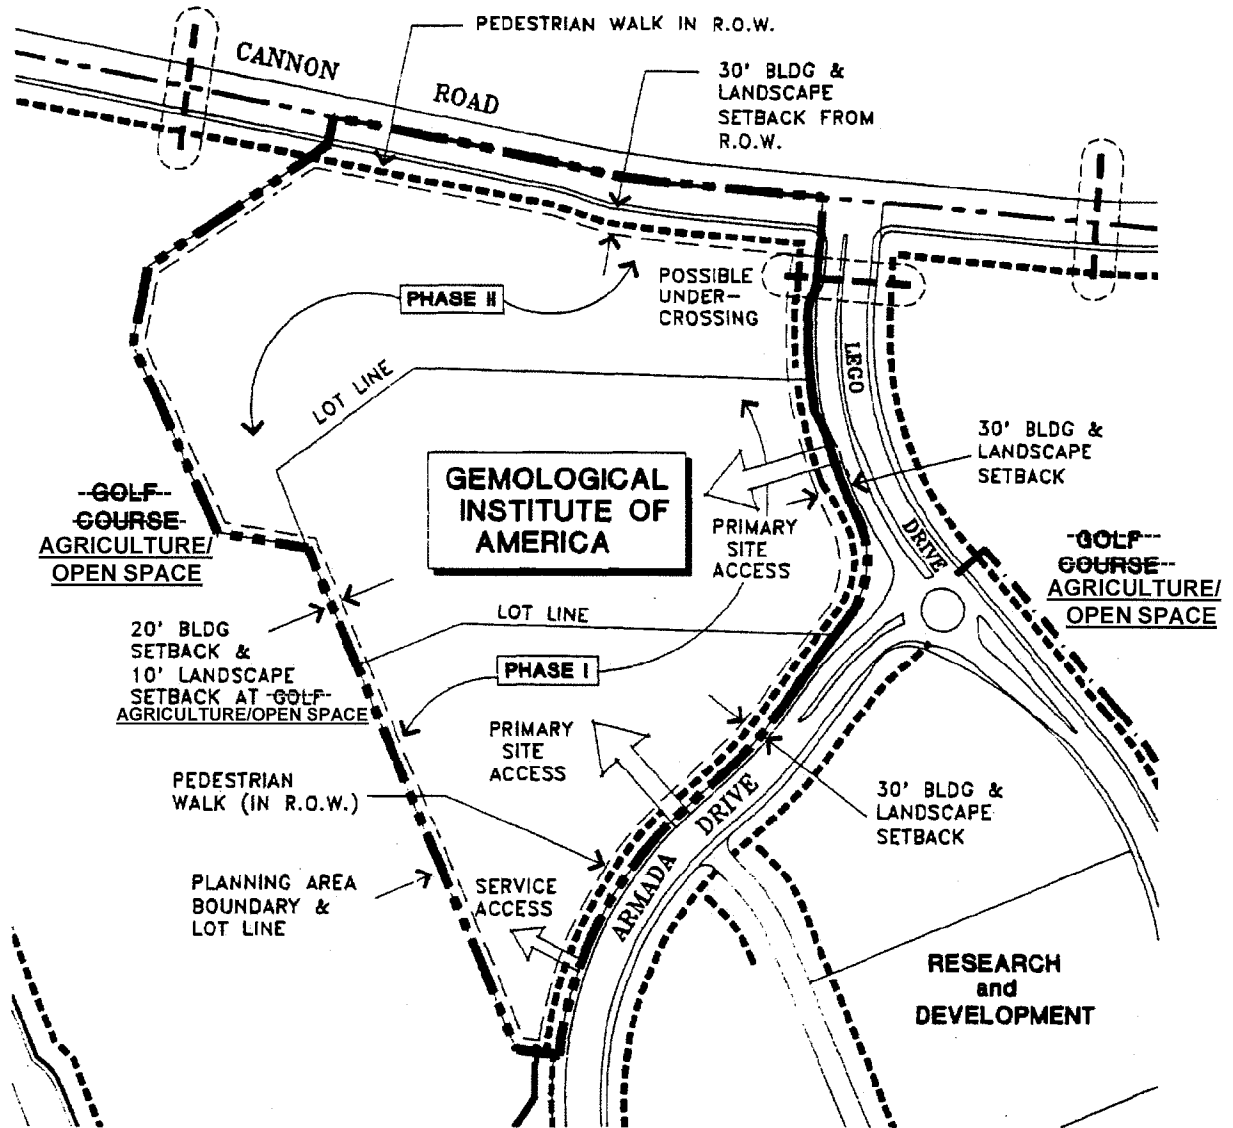 PEDESTRIAN WALK IN R.O.W.
CANNON ROAD
30' BLDG &
LANDSCAPE
SETBACK FROM
R.O.W.
PHASE II
POSSIBLE
UNDER-
CROSSING
LEGO
DRIVE
LOT LINE
30' BLDG &
LANDSCAPE
SETBACK
GEMOLOGICAL
INSTITUTE OF
AMERICA
PRIMARY
SITE
ACCESS
GOLF
COURSE
AGRICULTURE/
OPEN SPACE
GOLF
COURSE
AGRICULTURE/
OPEN SPACE
20' BLDG
SETBACK &
10' LANDSCAPE
SETBACK AT GOLF
AGRICULTURE/OPEN SPACE
LOT LINE
PHASE I
PRIMARY
SITE
ACCESS
PEDESTRIAN
WALK (IN R.O.W.)
30' BLDG &
LANDSCAPE
SETBACK
ARMADA DRIVE
PLANNING AREA
BOUNDARY &
LOT LINE
SERVICE
ACCESS
RESEARCH
and
DEVELOPMENT